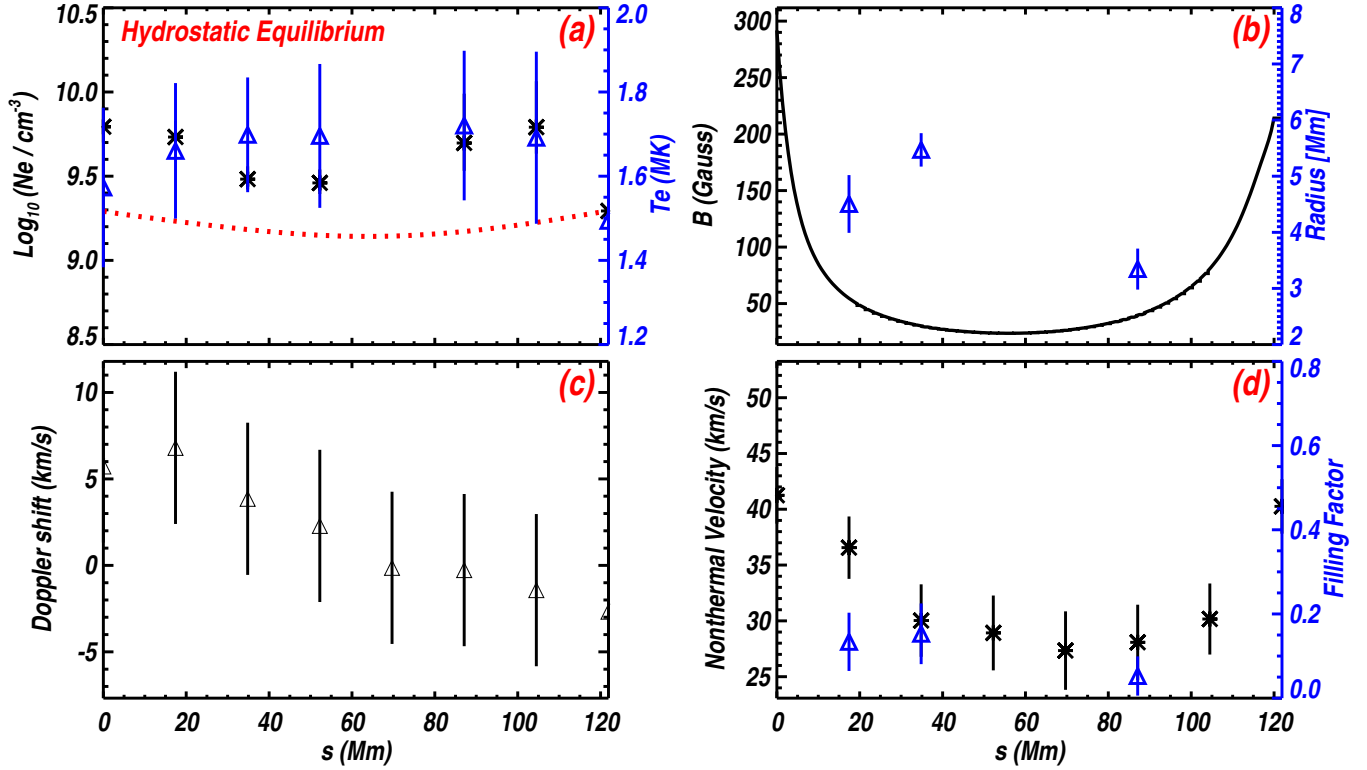 Hydrostatic Equilibrium
(a)
10.5
10.0
9.5
9.0
8.5
Log10 (Ne / cm-3)
2.0
1.8
1.6
1.4
1.2
Te (MK)
(b)
300
250
200
150
100
50
B (Gauss)
8
7
6
5
4
3
2
Radius [Mm]
(c)
10
5
0
-5
Doppler shift (km/s)
0 20 40 60 80 100 120
s (Mm)
(d)
50
45
40
35
30
25
Nonthermal Velocity (km/s)
0.8
0.6
0.4
0.2
0.0
Filling Factor
0 20 40 60 80 100 120
s (Mm)